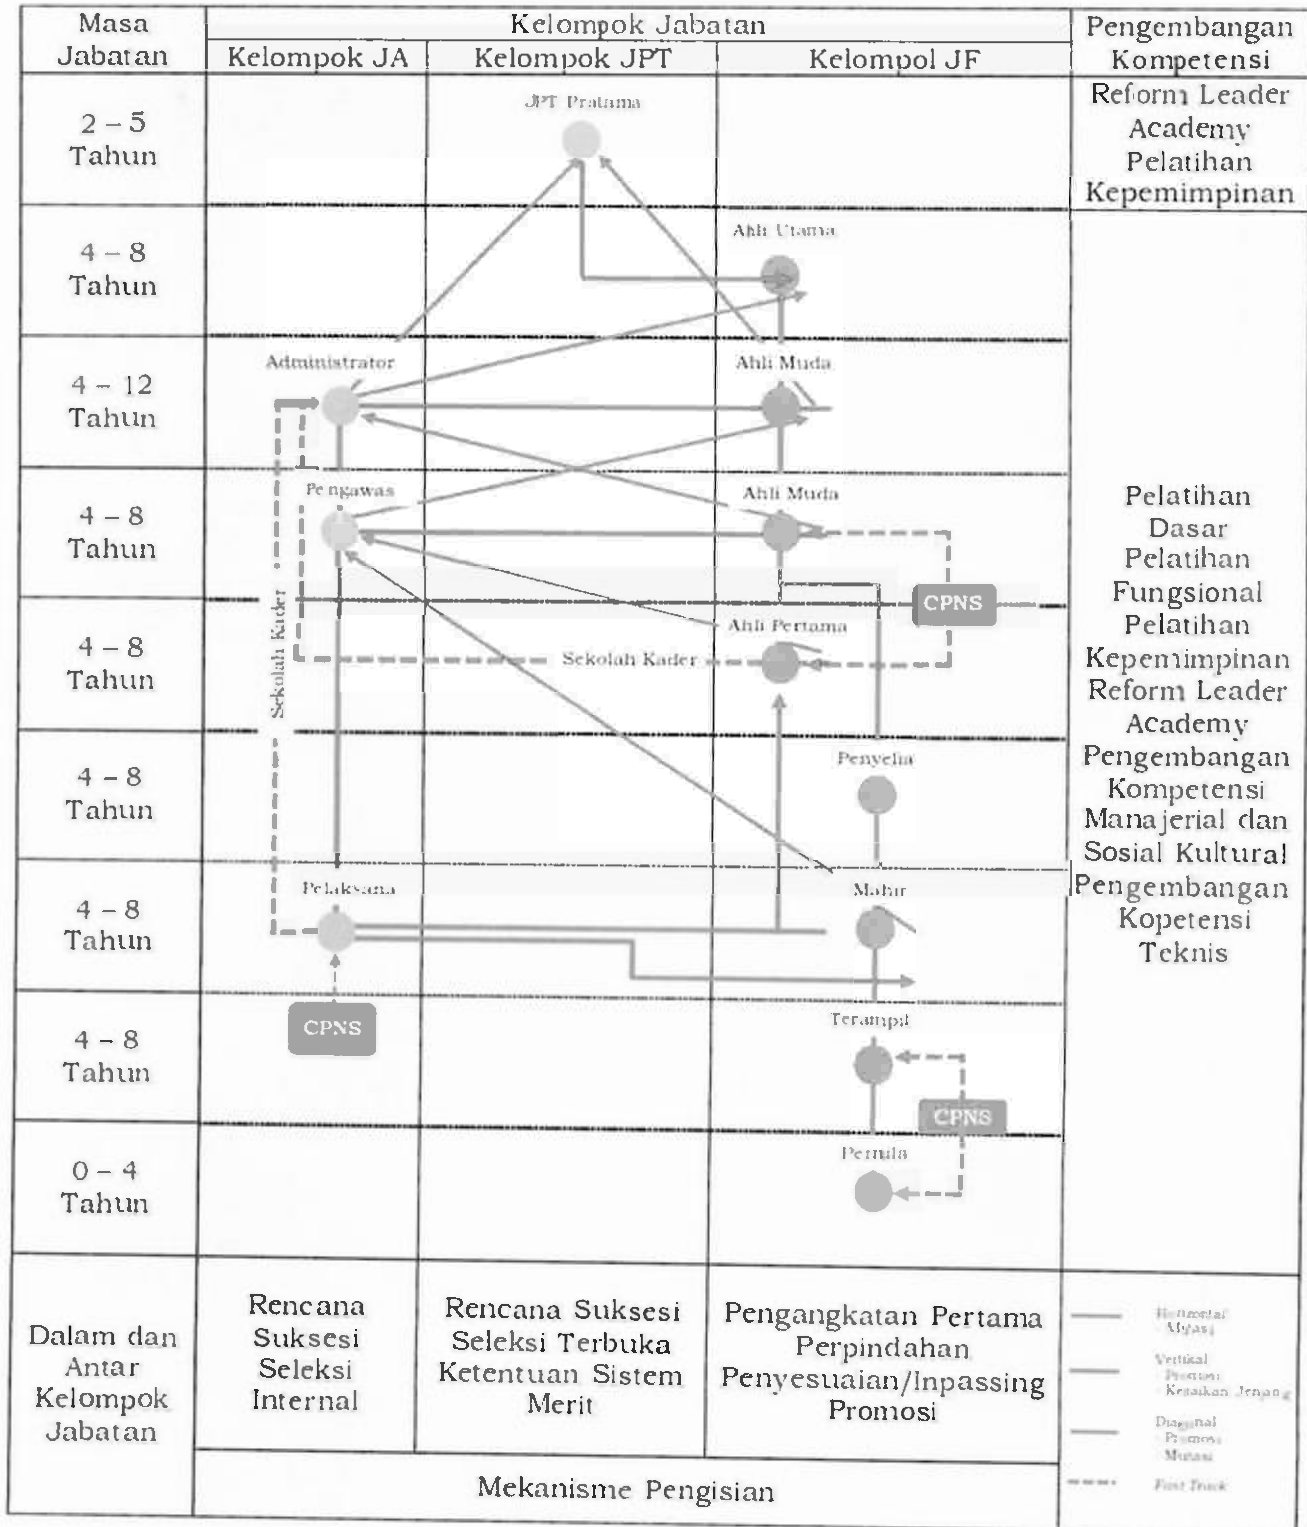 Masa
Jabatan
Kelompok Jabatan
Kelompok JA
Kelompok JPT
Kelompol JF
Pengembangan
Kompetensi
2 – 5
Tahun
JPT Pratama
Reform Leader
Academy
Pelatihan
Kepemimpinan
4 – 8
Tahun
Ahli Utama
4 – 12
Tahun
Administrator
Ahli Muda
4 – 8
Tahun
Pengawas
Ahli Muda
CPNS
4 – 8
Tahun
Sekolah Kader
Ahli Pertama
Sekolah Kader
4 – 8
Tahun
Penyelia
4 – 8
Tahun
Pelaksana
Mahir
4 – 8
Tahun
CPNS
Terampil
CPNS
0 – 4
Tahun
Pemula
Pelatihan
Dasar
Pelatihan
Fungsional
Pelatihan
Kepemimpinan
Reform Leader
Academy
Pengembangan
Kompetensi
Manajerial dan
Sosial Kultural
Pengembangan
Kopetensi
Teknis
Dalam dan
Antar
Kelompok
Jabatan
Rencana
Suksesi
Seleksi
Internal
Rencana Suksesi
Seleksi Terbuka
Ketentuan Sistem
Merit
Pengangkatan Pertama
Perpindahan
Penyesuaian/Inpassing
Promosi
Mekanisme Pengisian
Horizontal
Mutasi
Vertikal
Promosi
Kenaikan Jenjang
Diagonal
Promosi
Mutasi
Fast Track